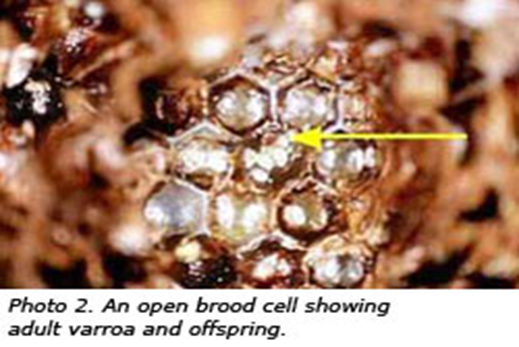 Photo 2. An open brood cell showing
adult varroa and offspring.